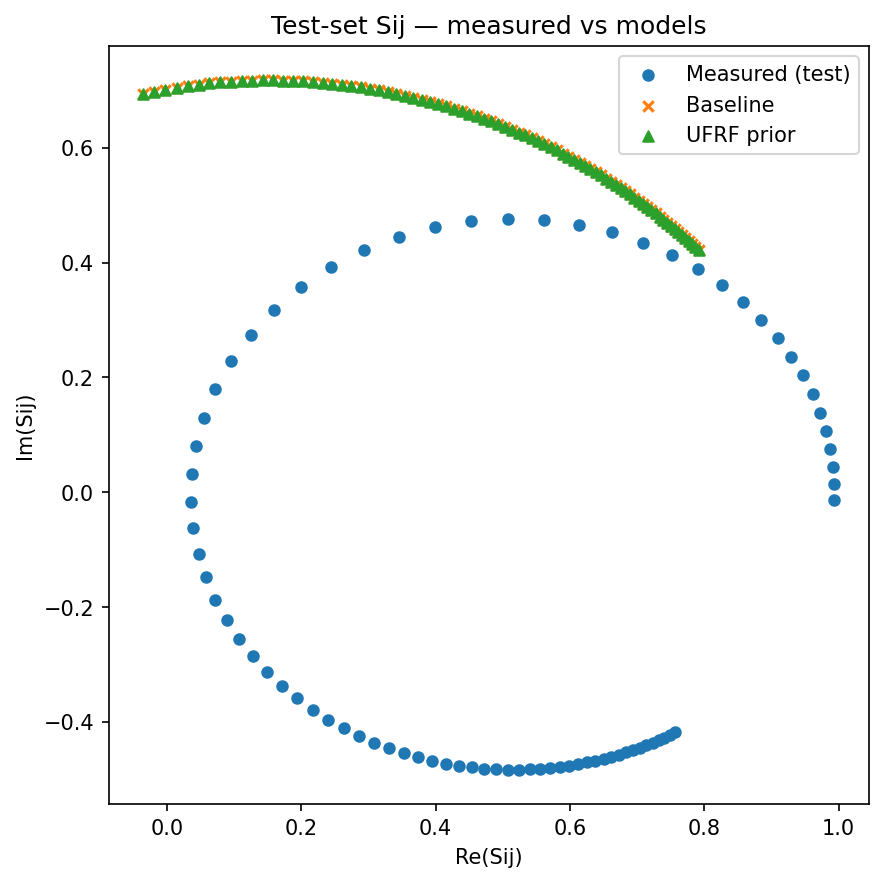 Test-set Sij — measured vs models
Measured (test)
Baseline
UFRF prior
Im(Sij)
0.6
0.4
0.2
0.0
−0.2
−0.4
0.0
0.2
0.4
0.6
0.8
1.0
Re(Sij)